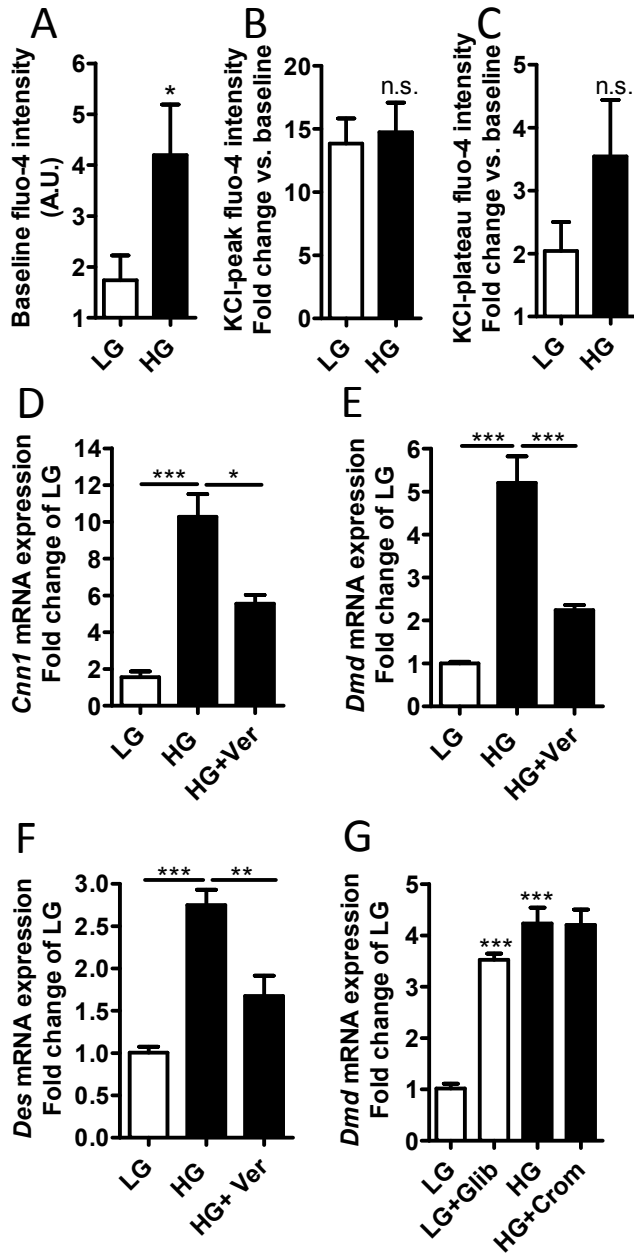 A
Baseline fluo-4 intensity
(A.U.)
6
5
4
3
2
1
*
LG
HG
B
KCl-peak fluo-4 intensity
Fold change vs. baseline
20
15
10
5
0
n.s.
LG
HG
C
KCl-plateau fluo-4 intensity
Fold change vs. baseline
5
4
3
2
1
n.s.
LG
HG
D
Cnn1 mRNA expression
Fold change of LG
14
12
10
8
6
4
2
0
***
*
LG
HG
HG+Ver
E
Dmd mRNA expression
Fold change of LG
6
5
4
3
2
1
0
***
***
LG
HG
HG+Ver
F
Des mRNA expression
Fold change of LG
3.0
2.5
2.0
1.5
1.0
0.5
0.0
***
**
LG
HG
HG+ Ver
G
Dmd mRNA expression
Fold change of LG
5
4
3
2
1
0
***
***
LG
LG+Glib
HG
HG+Crom